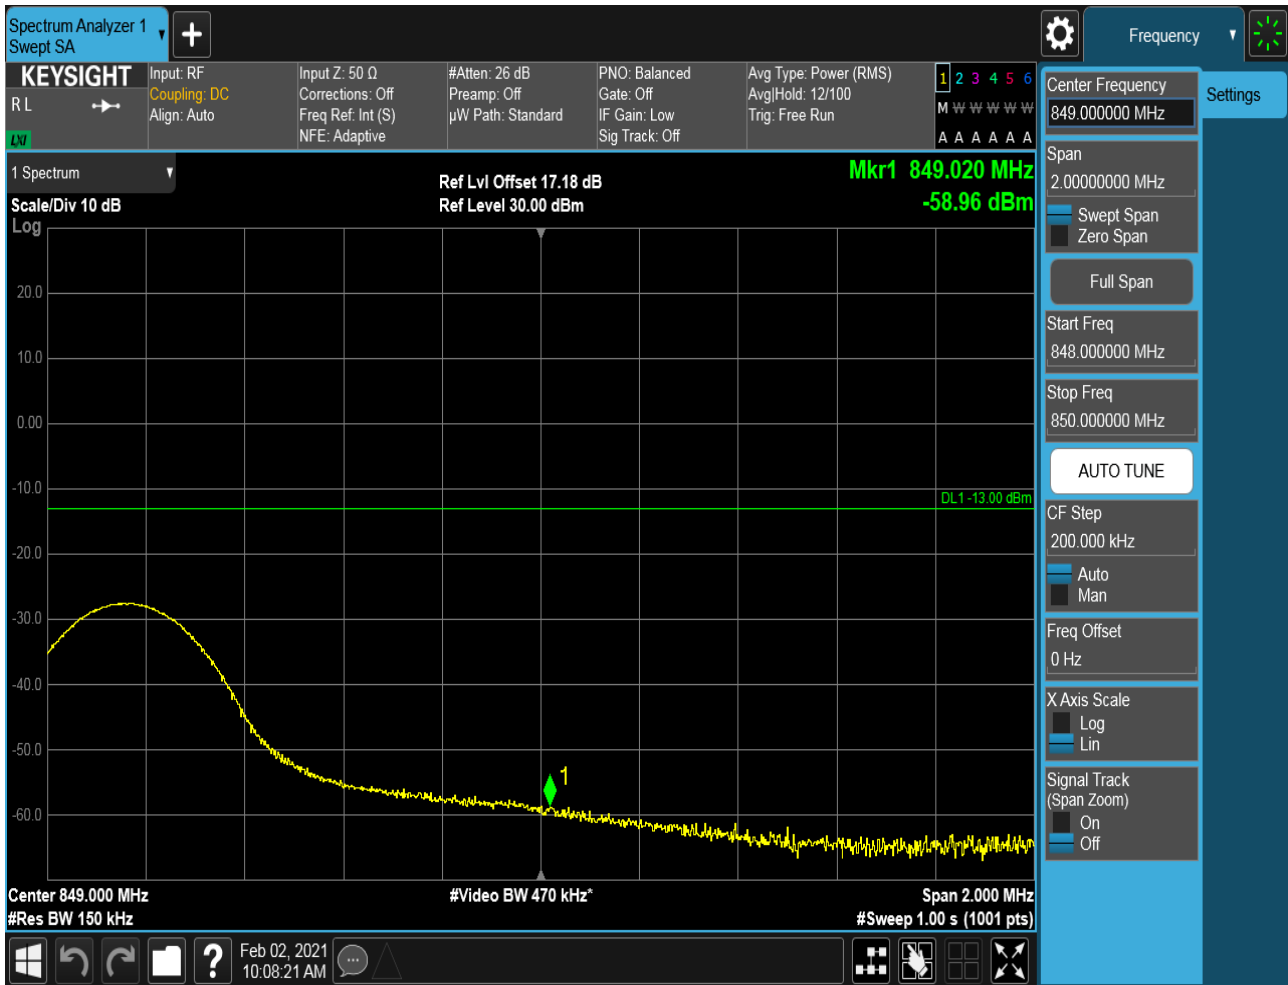 Spectrum Analyzer 1
Swept SA
+
Frequency
KEYSIGHT
R L
LXI
Input: RF
Coupling: DC
Align: Auto
Input Z: 50 Ω
Corrections: Off
Freq Ref: Int (S)
NFE: Adaptive
#Atten: 26 dB
Preamp: Off
µW Path: Standard
PNO: Balanced
Gate: Off
IF Gain: Low
Sig Track: Off
Avg Type: Power (RMS)
Avg|Hold: 12/100
Trig: Free Run
1 2 3 4 5 6
M W W W W W
A A A A A A
1 Spectrum
Scale/Div 10 dB
Log
Ref Lvl Offset 17.18 dB
Ref Level 30.00 dBm
Mkr1 849.020 MHz
-58.96 dBm
20.0
10.0
0.00
-10.0
-20.0
-30.0
-40.0
-50.0
-60.0
DL1 -13.00 dBm
1
Center 849.000 MHz
#Res BW 150 kHz
#Video BW 470 kHz*
Span 2.000 MHz
#Sweep 1.00 s (1001 pts)
?
Feb 02, 2021
10:08:21 AM
Center Frequency
849.000000 MHz
Span
2.00000000 MHz
Swept Span
Zero Span
Full Span
Start Freq
848.000000 MHz
Stop Freq
850.000000 MHz
AUTO TUNE
CF Step
200.000 kHz
Auto
Man
Freq Offset
0 Hz
X Axis Scale
Log
Lin
Signal Track
(Span Zoom)
On
Off
Settings